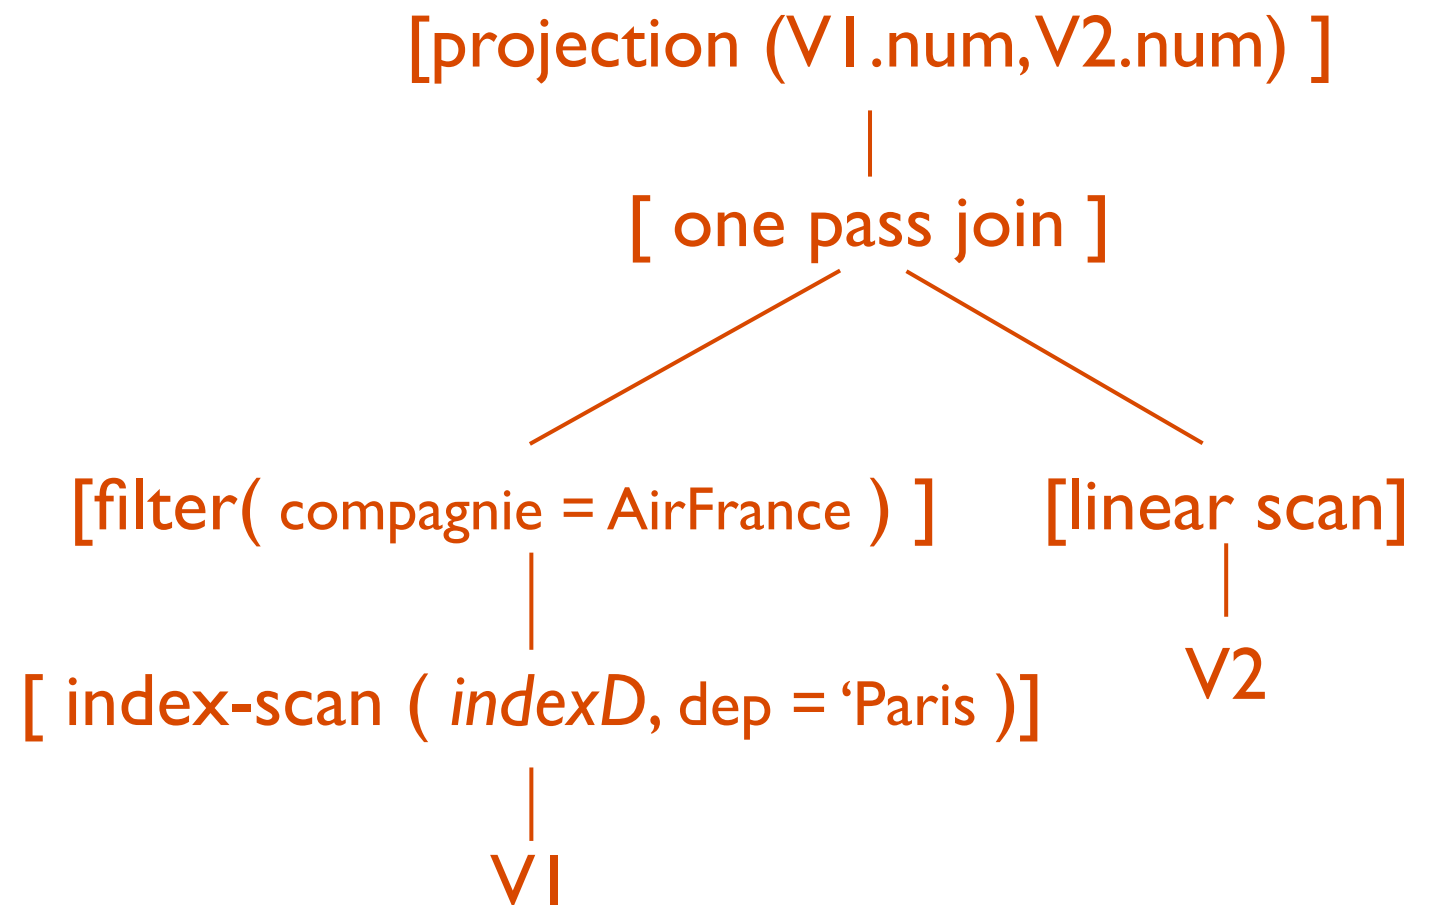 [projection (V1.num, V2.num) ]
[ one pass join ]
[filter( compagnie = AirFrance ) ] [linear scan]
[ index-scan ( indexD, dep = ‘Paris )] V2
V1